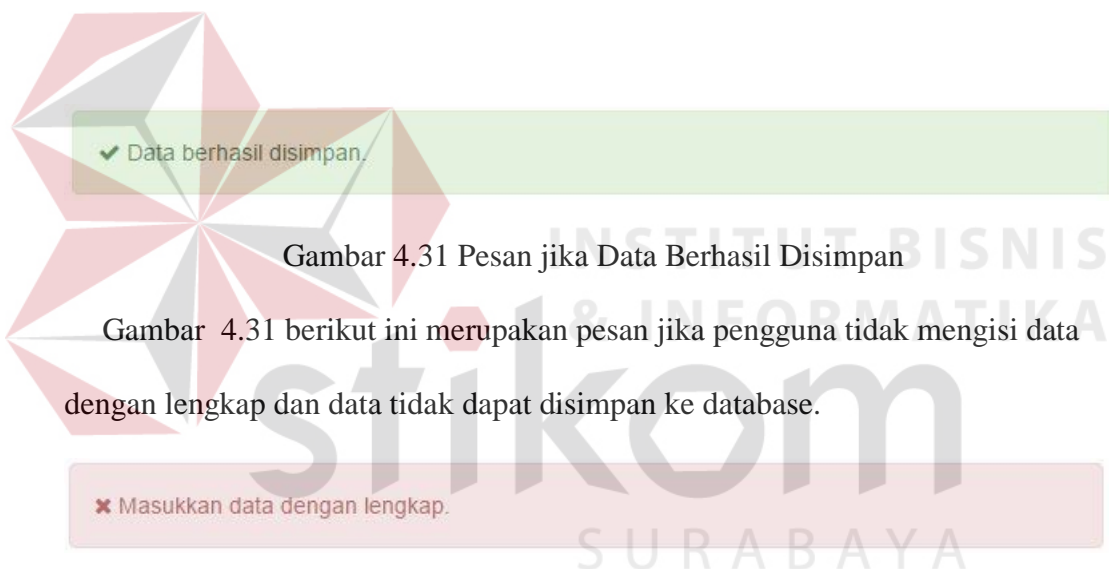 ✔ Data berhasil disimpan.
Gambar 4.31 Pesan jika Data Berhasil Disimpan
INSTITUT BISNIS
& INFORMATIKA
Gambar 4.31 berikut ini merupakan pesan jika pengguna tidak mengisi data
dengan lengkap dan data tidak dapat disimpan ke database.
stikom
✖ Masukkan data dengan lengkap.
SURABAYA